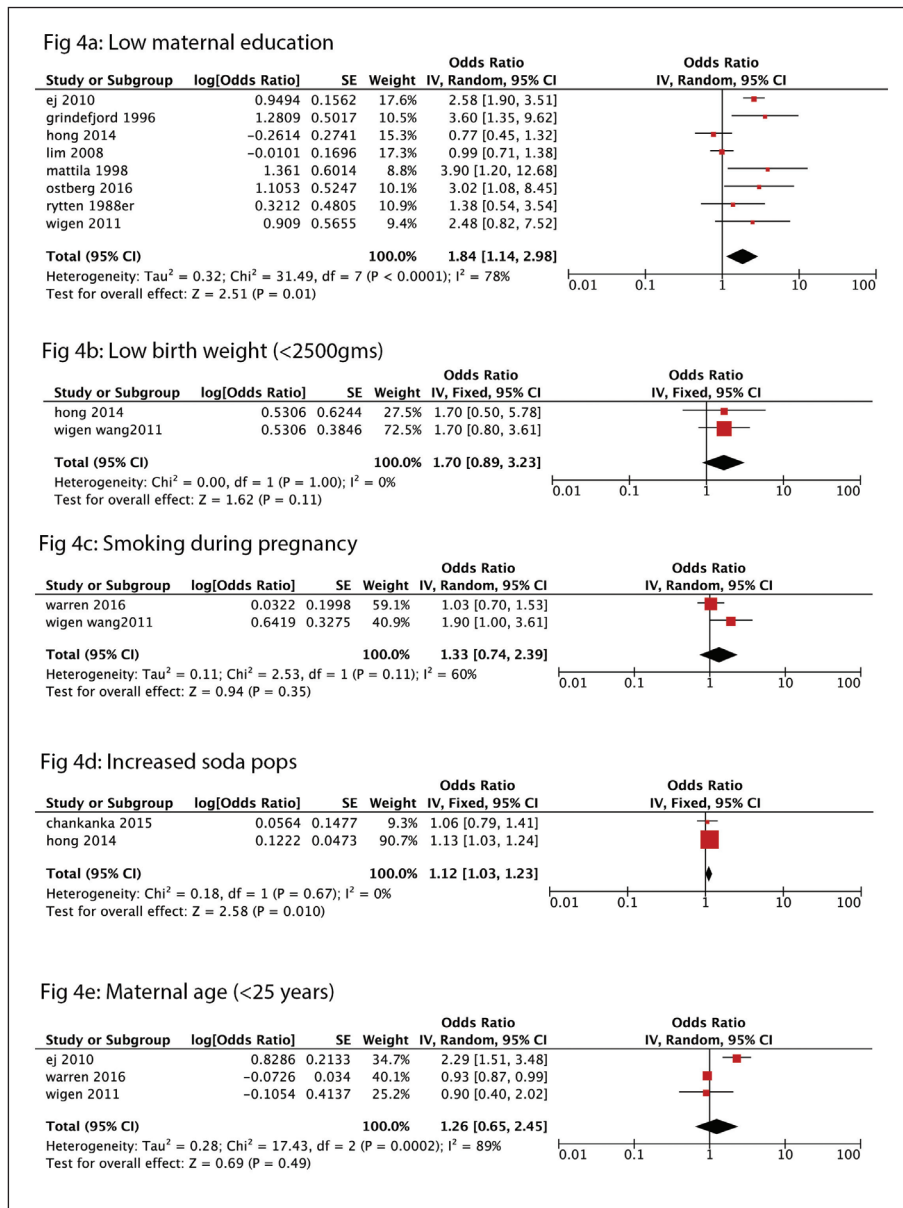 Fig 4a: Low maternal education
Odds Ratio Odds Ratio
Study or Subgroup log[Odds Ratio] SE Weight IV, Random, 95% CI IV, Random, 95% CI
ej 2010 0.9494 0.1562 17.6% 2.58 [1.90, 3.51]
grindefjord 1996 1.2809 0.5017 10.5% 3.60 [1.35, 9.62]
hong 2014 -0.2614 0.2741 15.3% 0.77 [0.45, 1.32]
lim 2008 -0.0101 0.1696 17.3% 0.99 [0.71, 1.38]
mattila 1998 1.361 0.6014 8.8% 3.90 [1.20, 12.68]
ostberg 2016 1.1053 0.5247 10.1% 3.02 [1.08, 8.45]
rytten 1988er 0.3212 0.4805 10.9% 1.38 [0.54, 3.54]
wigen 2011 0.909 0.5655 9.4% 2.48 [0.82, 7.52]
Total (95% CI) 100.0% 1.84 [1.14, 2.98]
Heterogeneity: Tau² = 0.32; Chi² = 31.49, df = 7 (P < 0.0001); I² = 78%
Test for overall effect: Z = 2.51 (P = 0.01)
0.01 0.1 1 10 100
Fig 4b: Low birth weight (<2500gms)
Odds Ratio Odds Ratio
Study or Subgroup log[Odds Ratio] SE Weight IV, Fixed, 95% CI IV, Fixed, 95% CI
hong 2014 0.5306 0.6244 27.5% 1.70 [0.50, 5.78]
wigen wang2011 0.5306 0.3846 72.5% 1.70 [0.80, 3.61]
Total (95% CI) 100.0% 1.70 [0.89, 3.23]
Heterogeneity: Chi² = 0.00, df = 1 (P = 1.00); I² = 0%
Test for overall effect: Z = 1.62 (P = 0.11)
0.01 0.1 1 10 100
Fig 4c: Smoking during pregnancy
Odds Ratio Odds Ratio
Study or Subgroup log[Odds Ratio] SE Weight IV, Random, 95% CI IV, Random, 95% CI
warren 2016 0.0322 0.1998 59.1% 1.03 [0.70, 1.53]
wigen wang2011 0.6419 0.3275 40.9% 1.90 [1.00, 3.61]
Total (95% CI) 100.0% 1.33 [0.74, 2.39]
Heterogeneity: Tau² = 0.11; Chi² = 2.53, df = 1 (P = 0.11); I² = 60%
Test for overall effect: Z = 0.94 (P = 0.35)
0.01 0.1 1 10 100
Fig 4d: Increased soda pops
Odds Ratio Odds Ratio
Study or Subgroup log[Odds Ratio] SE Weight IV, Fixed, 95% CI IV, Fixed, 95% CI
chankanka 2015 0.0564 0.1477 9.3% 1.06 [0.79, 1.41]
hong 2014 0.1222 0.0473 90.7% 1.13 [1.03, 1.24]
Total (95% CI) 100.0% 1.12 [1.03, 1.23]
Heterogeneity: Chi² = 0.18, df = 1 (P = 0.67); I² = 0%
Test for overall effect: Z = 2.58 (P = 0.010)
0.01 0.1 1 10 100
Fig 4e: Maternal age (<25 years)
Odds Ratio Odds Ratio
Study or Subgroup log[Odds Ratio] SE Weight IV, Random, 95% CI IV, Random, 95% CI
ej 2010 0.8286 0.2133 34.7% 2.29 [1.51, 3.48]
warren 2016 -0.0726 0.034 40.1% 0.93 [0.87, 0.99]
wigen 2011 -0.1054 0.4137 25.2% 0.90 [0.40, 2.02]
Total (95% CI) 100.0% 1.26 [0.65, 2.45]
Heterogeneity: Tau² = 0.28; Chi² = 17.43, df = 2 (P = 0.0002); I² = 89%
Test for overall effect: Z = 0.69 (P = 0.49)
0.01 0.1 1 10 100